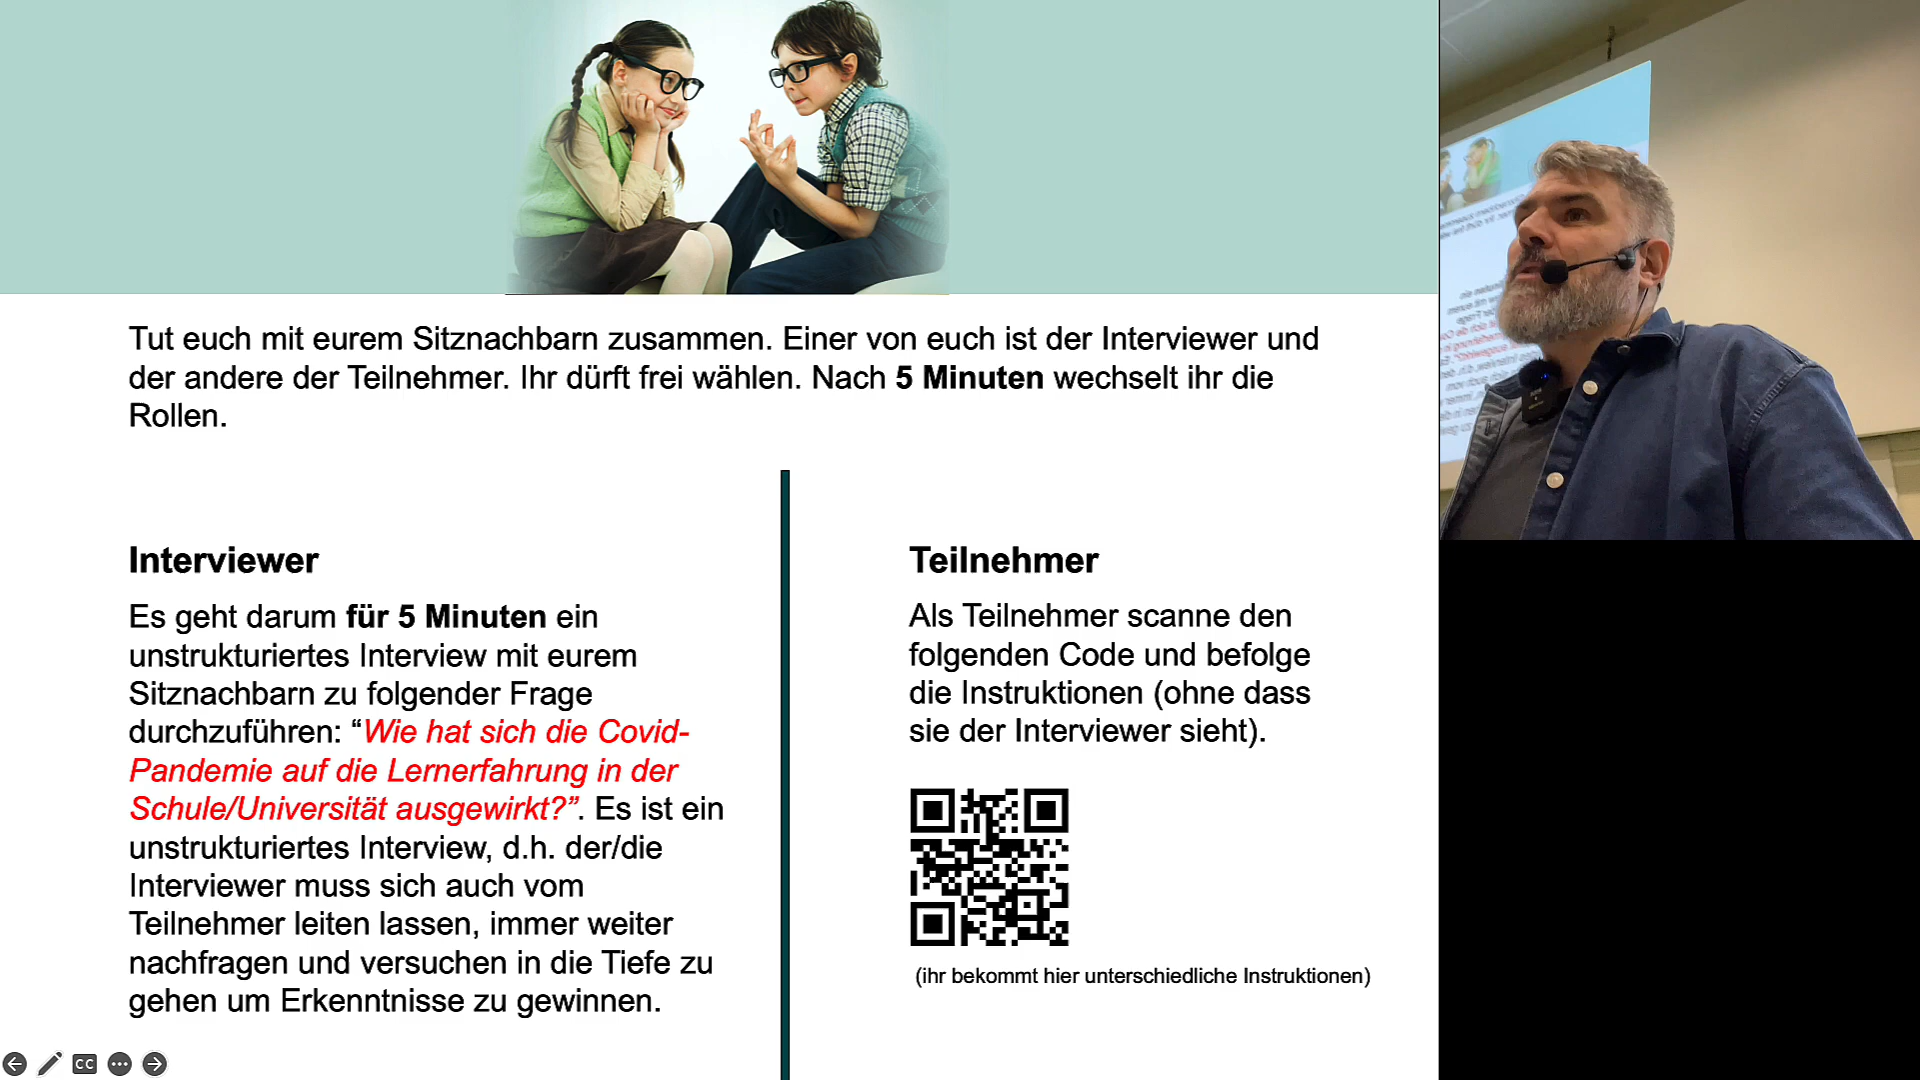 Tut euch mit eurem Sitznachbarn zusammen. Einer von euch ist der Interviewer und
der andere der Teilnehmer. Ihr dürft frei wählen. Nach 5 Minuten wechselt ihr die
Rollen.
Interviewer
Es geht darum für 5 Minuten ein
unstrukturiertes Interview mit eurem
Sitznachbarn zu folgender Frage
durchzuführen: “Wie hat sich die Covid-
Pandemie auf die Lernerfahrung in der
Schule/Universität ausgewirkt?”. Es ist ein
unstrukturiertes Interview, d.h. der/die
Interviewer muss sich auch vom
Teilnehmer leiten lassen, immer weiter
nachfragen und versuchen in die Tiefe zu
gehen um Erkenntnisse zu gewinnen.
Teilnehmer
Als Teilnehmer scanne den
folgenden Code und befolge
die Instruktionen (ohne dass
sie der Interviewer sieht).
(ihr bekommt hier unterschiedliche Instruktionen)
CC